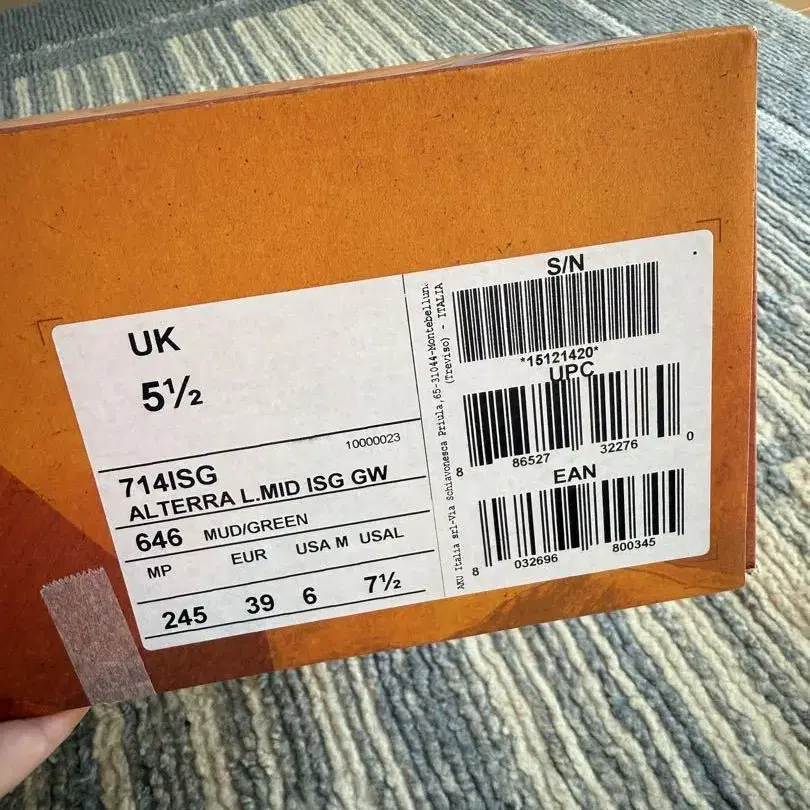 UK
5½
10000023
714ISG
ALTERRA L.MID ISG GW
646 MUD/GREEN
MP EUR USA M USAL
245 39 6 7½
AKU Italia srl-Via Schiavonesca Priula,65-31044-Montebellun.
(Treviso) - ITALIA
S/N
*15121420*
UPC
8 86527 32276 0
EAN
8 032696 800345